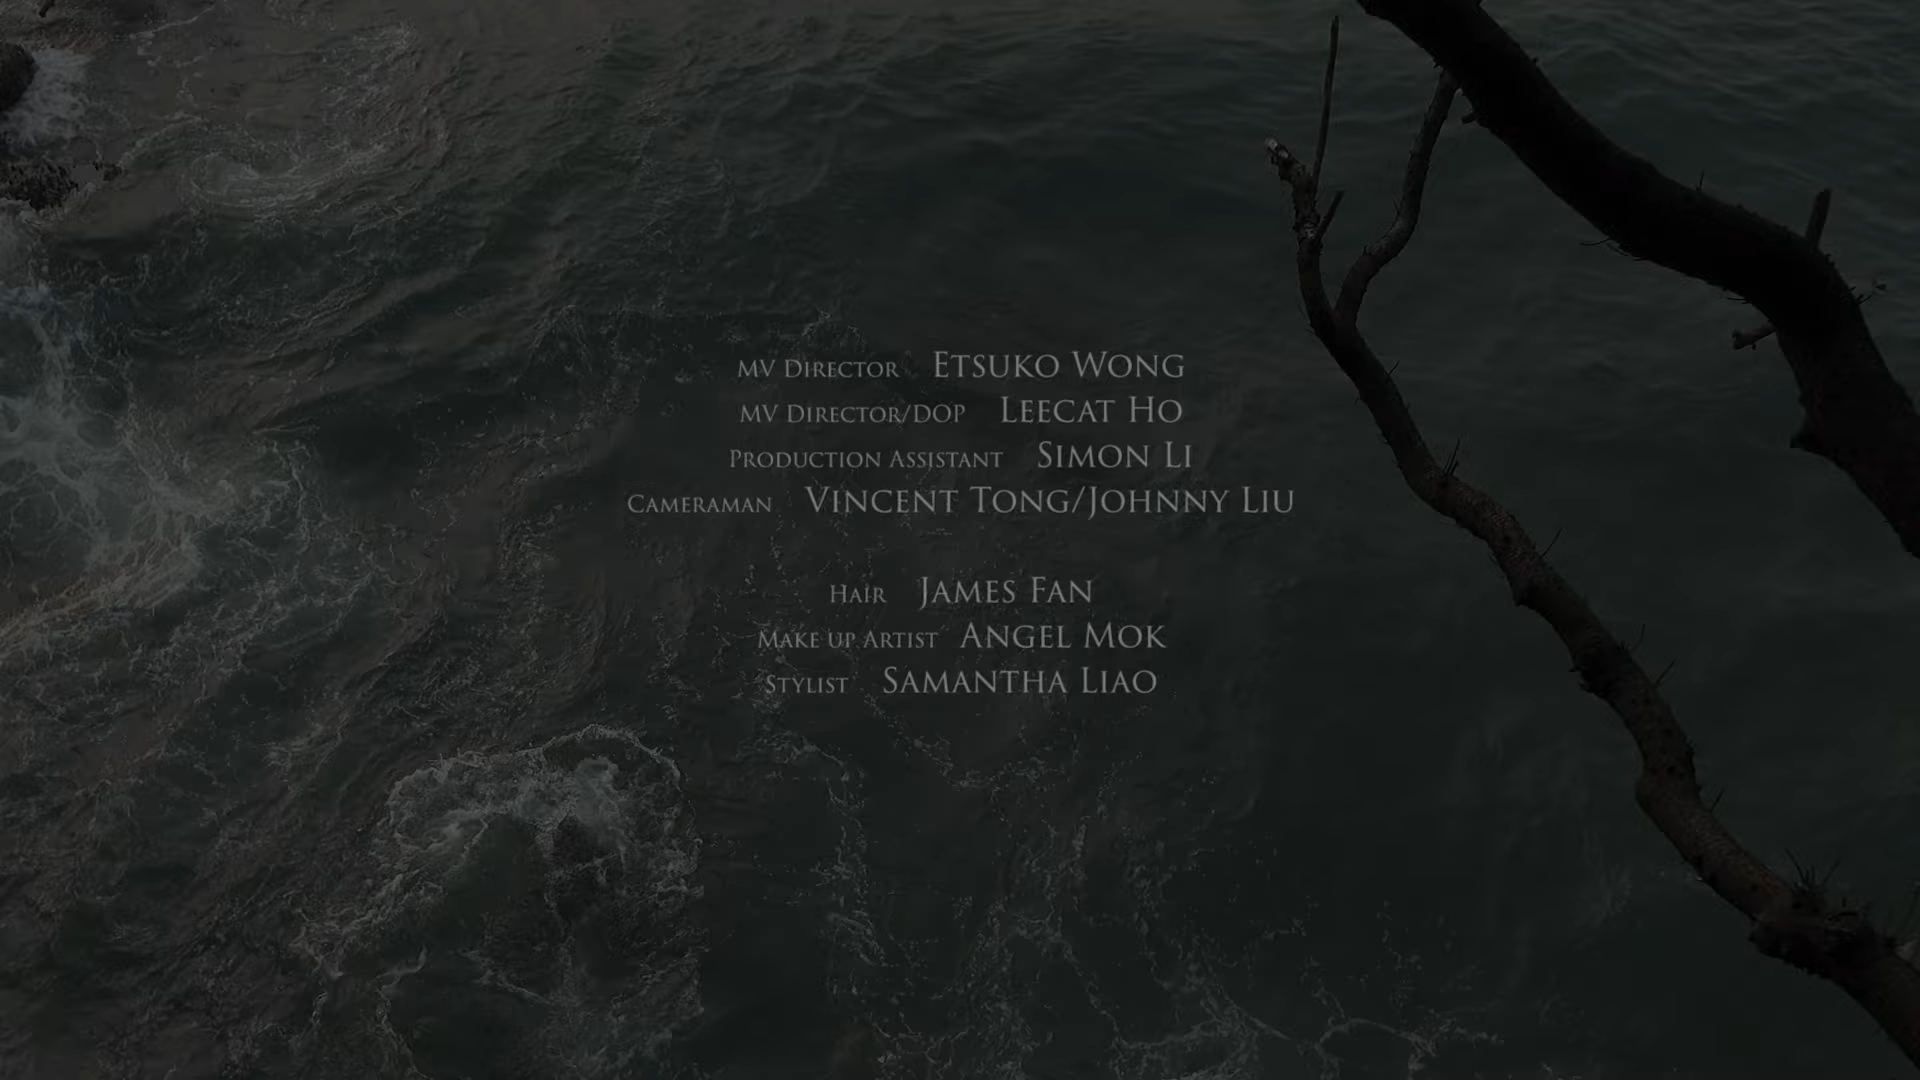 MV Director Etsuko Wong
MV Director/DOP Leecat Ho
Production Assistant Simon Li
Cameraman Vincent Tong/Johnny Liu
Hair James Fan
Make up Artist Angel Mok
Stylist Samantha Liao